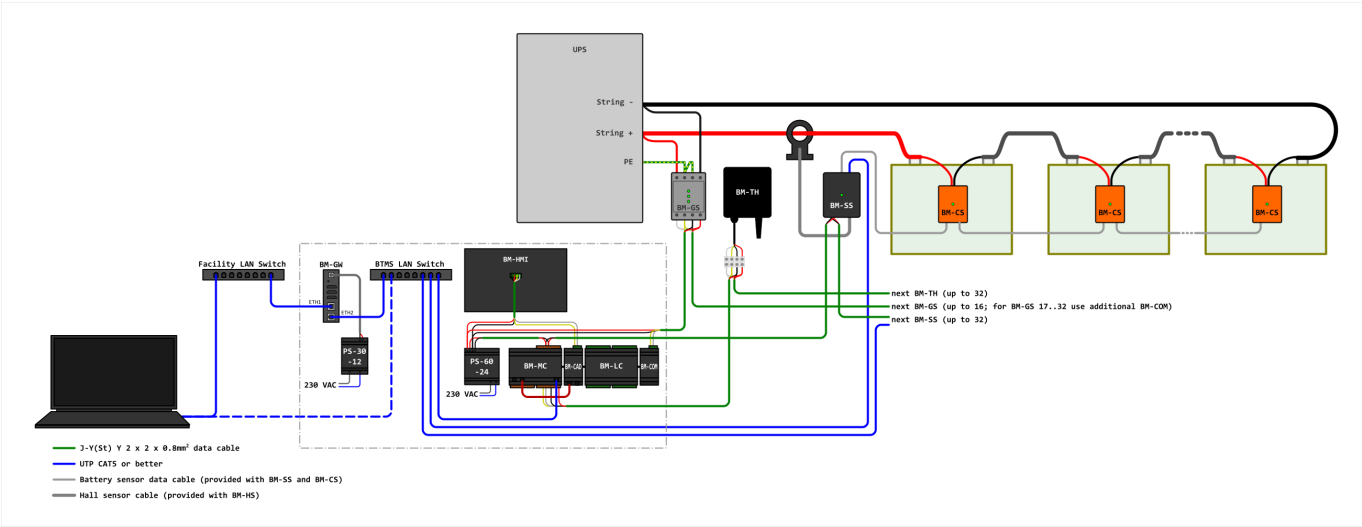 UPS
String -
String +
PE
BM-GS
BM-TH
BM-SS
BM-CS
BM-CS
BM-CS
Facility LAN Switch
BM-GW
BTMS LAN Switch
BM-HMI
ETH1
ETH2
next BM-TH (up to 32)
next BM-GS (up to 16; for BM-GS 17..32 use additional BM-COM)
next BM-SS (up to 32)
PS-30
-12
230 VAC
PS-60
-24
230 VAC
BM-MC
BM-CAD
BM-LC
BM-COM
J-Y(St) Y 2 x 2 x 0.8mm² data cable
UTP CAT5 or better
Battery sensor data cable (provided with BM-SS and BM-CS)
Hall sensor cable (provided with BM-HS)